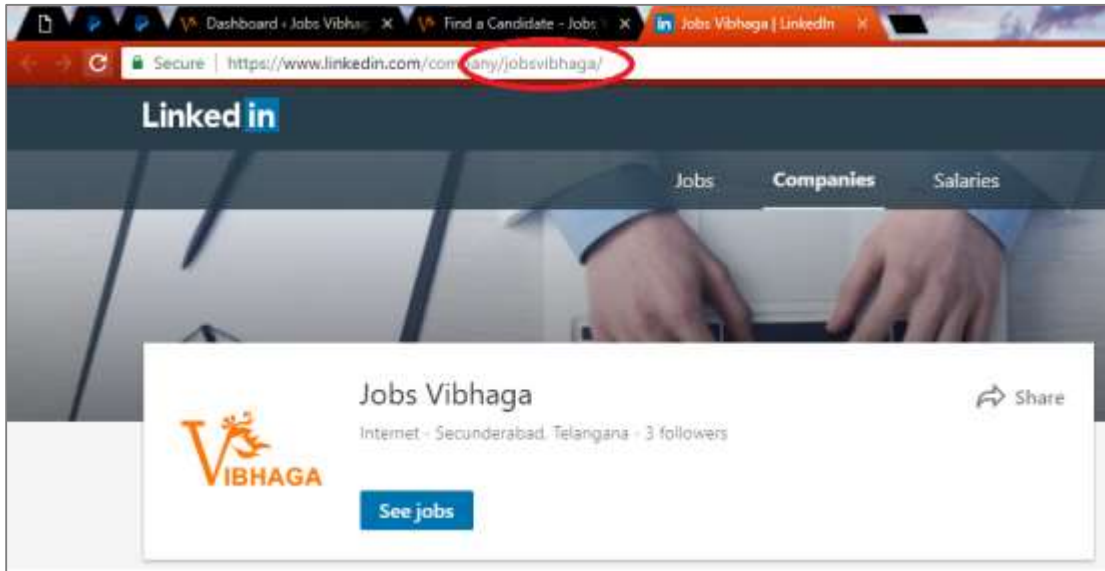 Dashboard ‹ Jobs Vibhag
Find a Candidate - Jobs
in Jobs Vibhaga | LinkedIn
Secure | https://www.linkedin.com/company/jobsvibhaga/
Linked in
Jobs Companies Salaries
Jobs Vibhaga
Share
Internet - Secunderabad, Telangana - 3 followers
VIBHAGA
See jobs